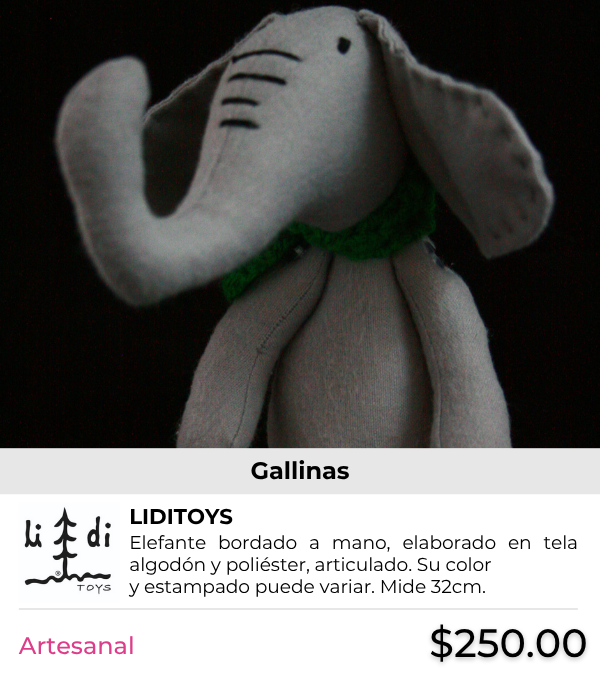 Gallinas
li di
TOYS
LIDITOYS
Elefante bordado a mano, elaborado en tela
algodón y poliéster, articulado. Su color
y estampado puede variar. Mide 32cm.
Artesanal
$250.00